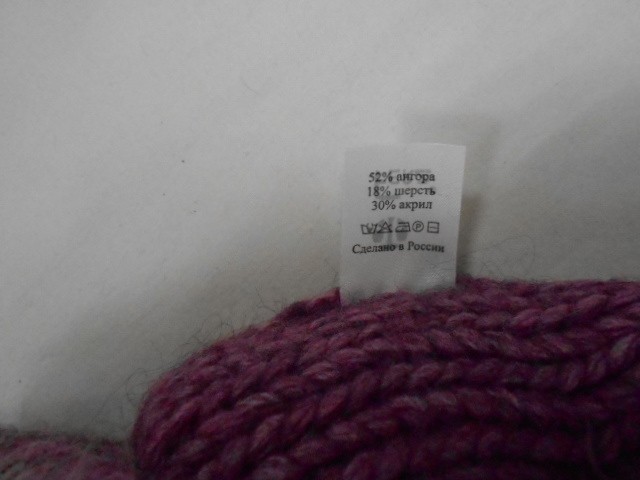 52% ангора
18% шерсть
30% акрил
Сделано в России